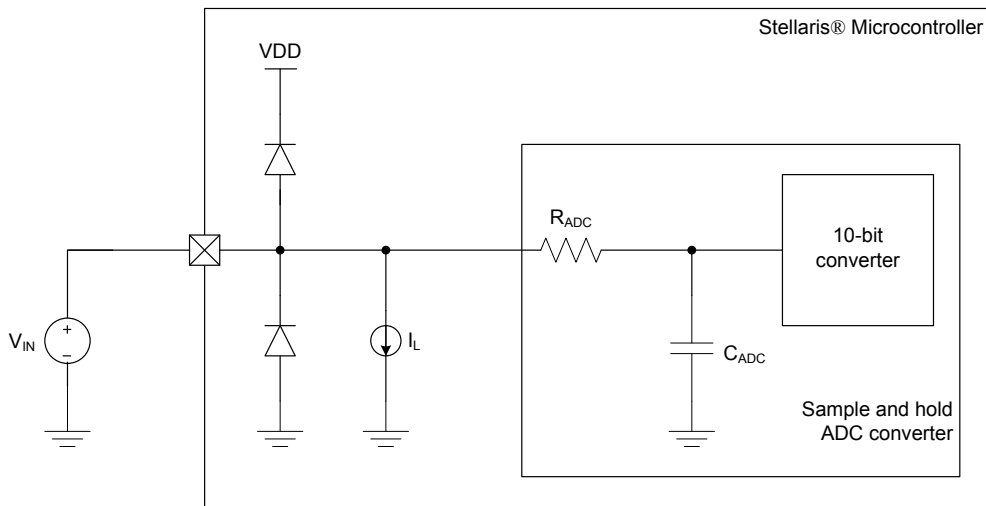 Stellaris® Microcontroller
VDD
R_ADC
10-bit
converter
V_IN
+
–
I_L
C_ADC
Sample and hold
ADC converter